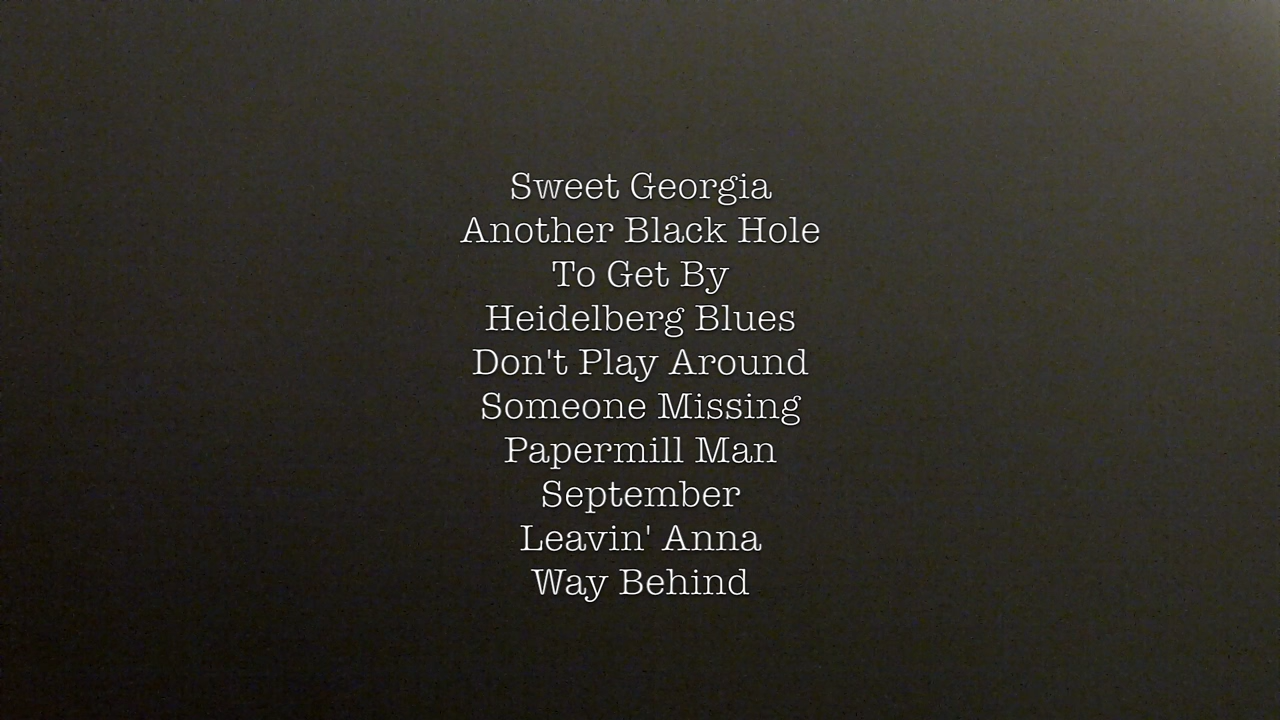 Sweet Georgia
Another Black Hole
To Get By
Heidelberg Blues
Don't Play Around
Someone Missing
Papermill Man
September
Leavin' Anna
Way Behind